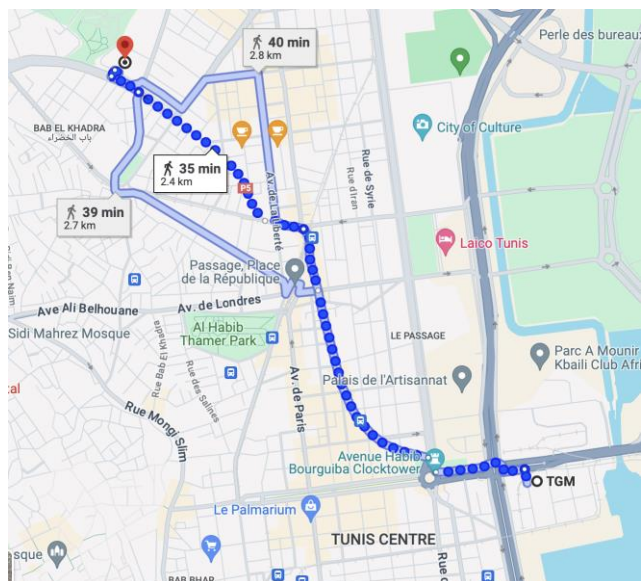 40 min
2.8 km
Perle des bureaux
BAB EL KHADRA
باب الخضراء
City of Culture
35 min
2.4 km
P5
Av. de La liberté
Rue d'Iran
Rue de Syrie
39 min
2.7 km
Laico Tunis
Passage, Place
de la République
Ave Ali Belhouane
Av. de Londres
Sidi Mahrez Mosque
Al Habib
Thamer Park
LE PASSAGE
Rue Bab El Khadra
Rue des Salines
Av. de Paris
Parc A Mounir
Kbaili Club Afri
Palais de l'Artisannat
Rue Mongi Slim
Avenue Habib
Bourguiba Clocktower
TGM
Le Palmarium
TUNIS CENTRE
sque
BAB BHAR